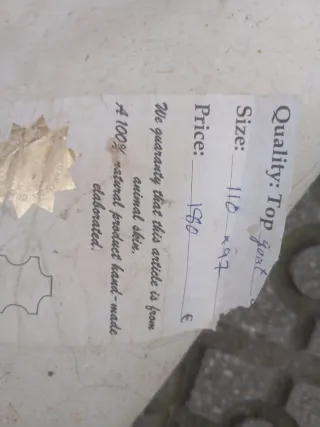 Quality: Top goat
Size: 110 x 97
Price: 180 €
We guaranty that this article is from
animal skin.
A 100% natural product hand-made
elaborated.